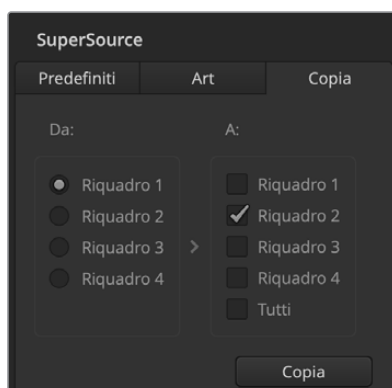 SuperSource
Predefiniti Art Copia
Da: A:
Riquadro 1 Riquadro 1
Riquadro 2 Riquadro 2
Riquadro 3 > Riquadro 3
Riquadro 4 Riquadro 4
Tutti
Copia